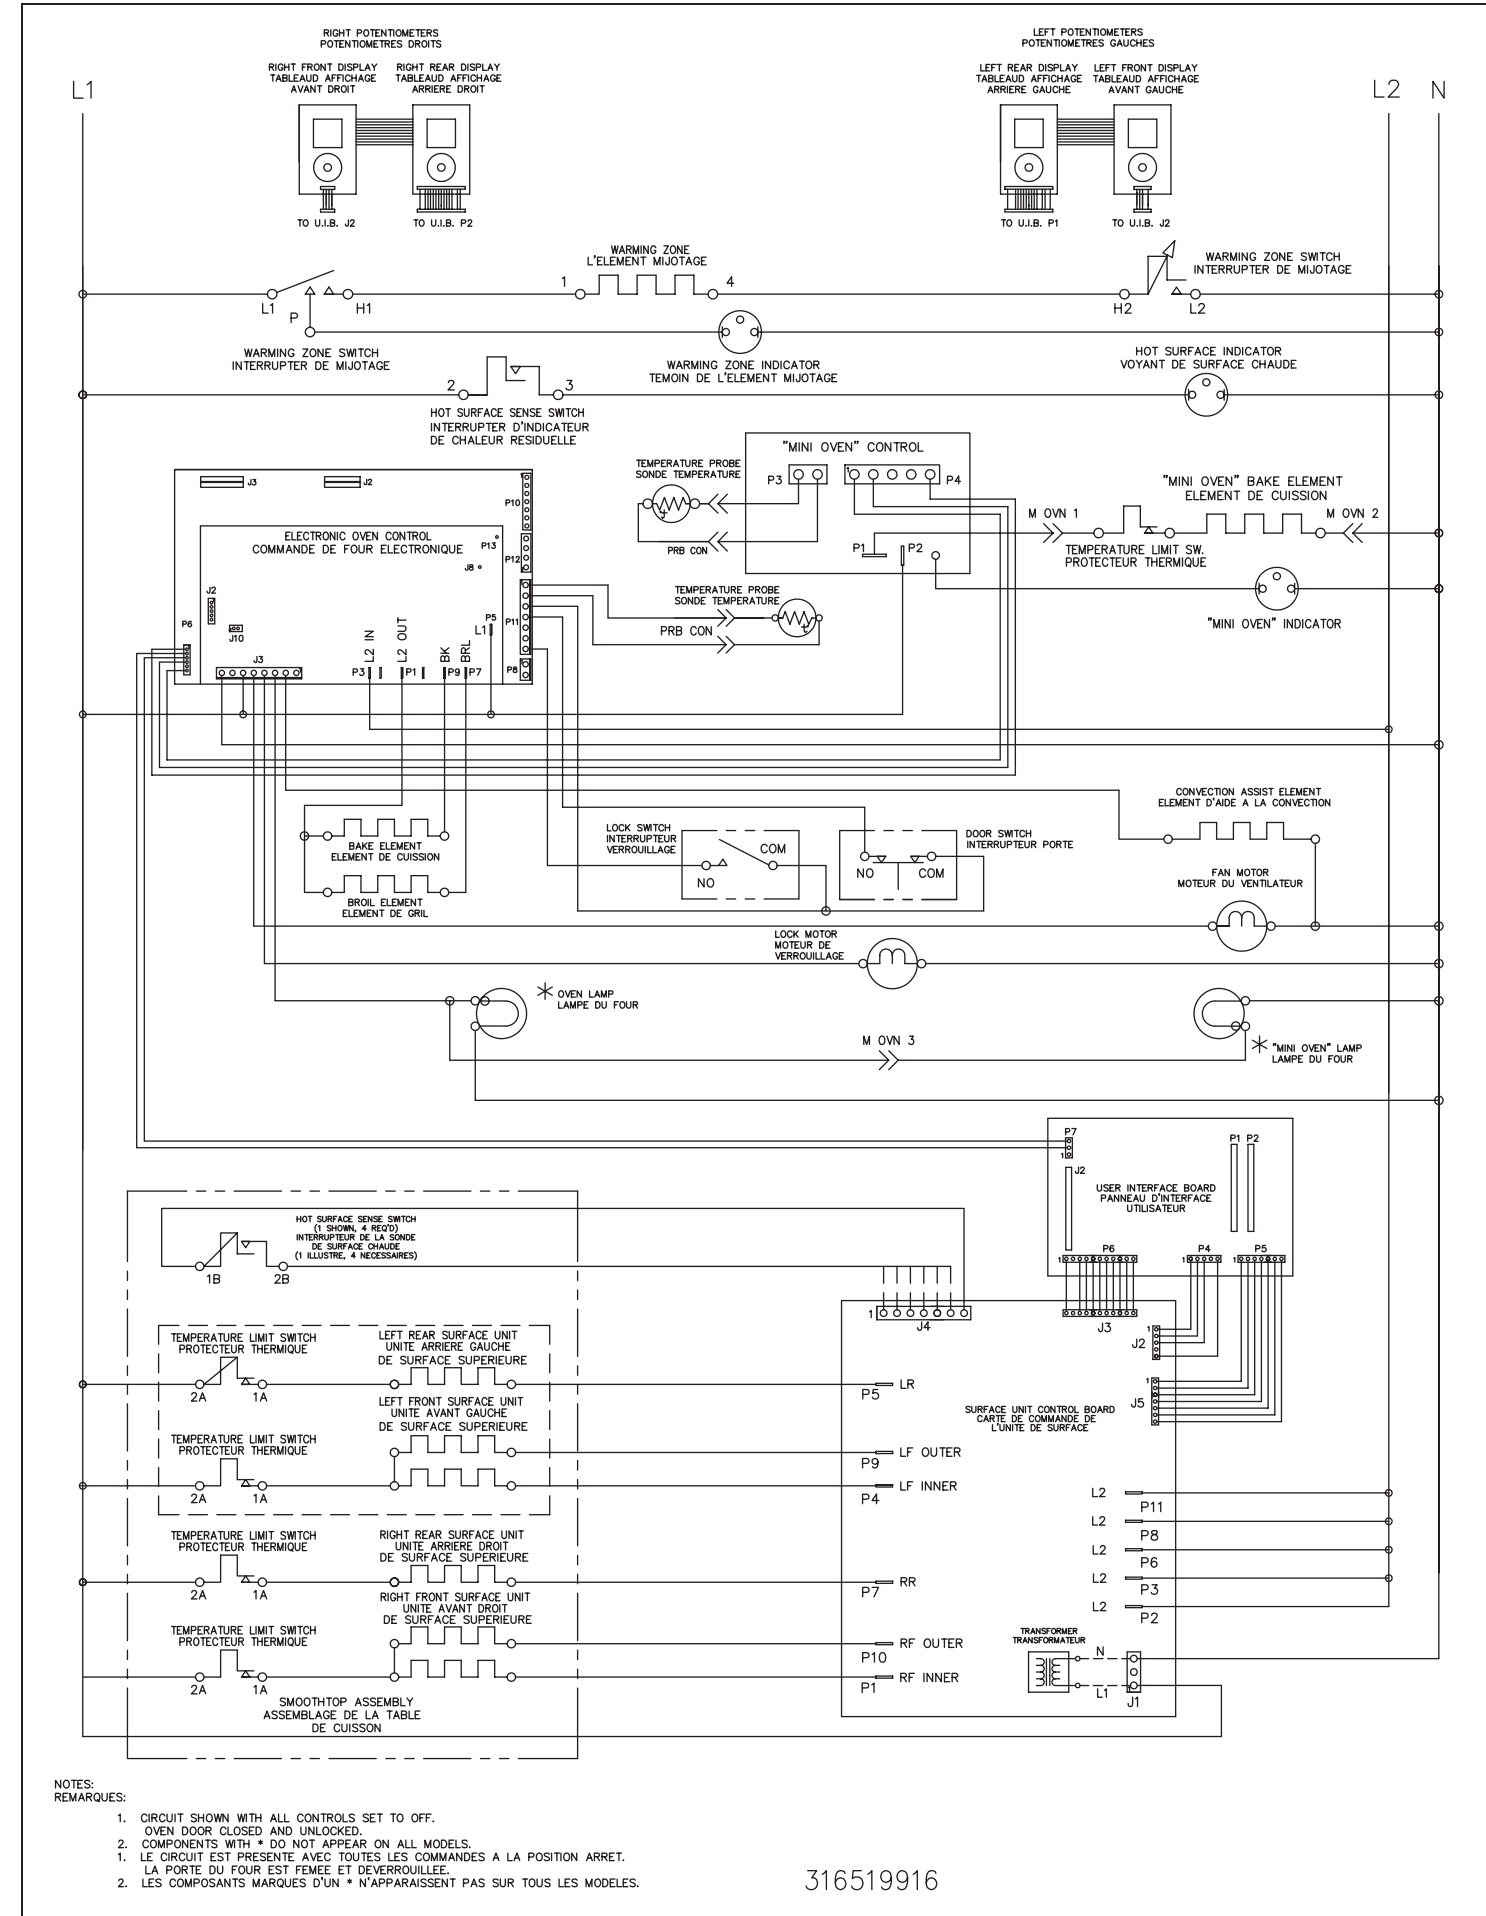 RIGHT POTENTIOMETERS
POTENTIOMETRES DROITS
RIGHT FRONT DISPLAY
TABLEAUD AFFICHAGE
AVANT DROIT
RIGHT REAR DISPLAY
TABLEAUD AFFICHAGE
ARRIERE DROIT
TO U.I.B. J2
TO U.I.B. P2
LEFT POTENTIOMETERS
POTENTIOMETRES GAUCHES
LEFT REAR DISPLAY
TABLEAUD AFFICHAGE
ARRIERE GAUCHE
LEFT FRONT DISPLAY
TABLEAUD AFFICHAGE
AVANT GAUCHE
TO U.I.B. P1
TO U.I.B. J2
L1
L2
N
WARMING ZONE
L'ELEMENT MIJOTAGE
1
4
L1
P
H1
WARMING ZONE SWITCH
INTERRUPTER DE MIJOTAGE
H2
L2
WARMING ZONE SWITCH
INTERRUPTER DE MIJOTAGE
WARMING ZONE INDICATOR
TEMOIN DE L'ELEMENT MIJOTAGE
HOT SURFACE INDICATOR
VOYANT DE SURFACE CHAUDE
2
3
HOT SURFACE SENSE SWITCH
INTERRUPTER D'INDICATEUR
DE CHALEUR RESIDUELLE
"MINI OVEN" CONTROL
P3
1
P4
P1
P2
TEMPERATURE PROBE
SONDE TEMPERATURE
PRB CON
"MINI OVEN" BAKE ELEMENT
ELEMENT DE CUISSION
M OVN 1
M OVN 2
TEMPERATURE LIMIT SW.
PROTECTEUR THERMIQUE
"MINI OVEN" INDICATOR
TEMPERATURE PROBE
SONDE TEMPERATURE
PRB CON
J3
J2
P10
ELECTRONIC OVEN CONTROL
COMMANDE DE FOUR ELECTRONIQUE
P13
P12
J8
J2
P6
J10
J3
P5
L1
P11
P8
L2 IN
L2 OUT
BK
BRL
P3
P1
P9
P7
BAKE ELEMENT
ELEMENT DE CUISSION
BROIL ELEMENT
ELEMENT DE GRIL
LOCK SWITCH
INTERRUPTEUR
VERROUILLAGE
NO
COM
DOOR SWITCH
INTERRUPTEUR PORTE
NO
COM
CONVECTION ASSIST ELEMENT
ELEMENT D'AIDE A LA CONVECTION
FAN MOTOR
MOTEUR DU VENTILATEUR
LOCK MOTOR
MOTEUR DE
VERROUILLAGE
* OVEN LAMP
LAMPE DU FOUR
M OVN 3
* "MINI OVEN" LAMP
LAMPE DU FOUR
P7
1
J2
P1 P2
USER INTERFACE BOARD
PANNEAU D'INTERFACE
UTILISATEUR
P6
P4
P5
1
1
1
HOT SURFACE SENSE SWITCH
(1 SHOWN, 4 REQ'D)
INTERRUPTEUR DE LA SONDE
DE SURFACE CHAUDE
(1 ILLUSTRE, 4 NECESSAIRES)
1B
2B
1
J4
J3
J2
1
J5
1
TEMPERATURE LIMIT SWITCH
PROTECTEUR THERMIQUE
2A
1A
LEFT REAR SURFACE UNIT
UNITE ARRIERE GAUCHE
DE SURFACE SUPERIEURE
P5
LR
LEFT FRONT SURFACE UNIT
UNITE AVANT GAUCHE
DE SURFACE SUPERIEURE
P9
LF OUTER
TEMPERATURE LIMIT SWITCH
PROTECTEUR THERMIQUE
2A
1A
P4
LF INNER
SURFACE UNIT CONTROL BOARD
CARTE DE COMMANDE DE
L'UNITE DE SURFACE
TEMPERATURE LIMIT SWITCH
PROTECTEUR THERMIQUE
2A
1A
RIGHT REAR SURFACE UNIT
UNITE ARRIERE DROIT
DE SURFACE SUPERIEURE
P7
RR
RIGHT FRONT SURFACE UNIT
UNITE AVANT DROIT
DE SURFACE SUPERIEURE
P10
RF OUTER
TEMPERATURE LIMIT SWITCH
PROTECTEUR THERMIQUE
2A
1A
P1
RF INNER
L2
P11
L2
P8
L2
P6
L2
P3
L2
P2
TRANSFORMER
TRANSFORMATEUR
N
L1
J1
SMOOTHTOP ASSEMBLY
ASSEMBLAGE DE LA TABLE
DE CUISSON
NOTES:
REMARQUES:
1. CIRCUIT SHOWN WITH ALL CONTROLS SET TO OFF.
OVEN DOOR CLOSED AND UNLOCKED.
2. COMPONENTS WITH * DO NOT APPEAR ON ALL MODELS.
1. LE CIRCUIT EST PRESENTE AVEC TOUTES LES COMMANDES A LA POSITION ARRET.
LA PORTE DU FOUR EST FEMEE ET DEVERROUILLEE.
2. LES COMPOSANTS MARQUES D'UN * N'APPARAISSENT PAS SUR TOUS LES MODELES.
316519916